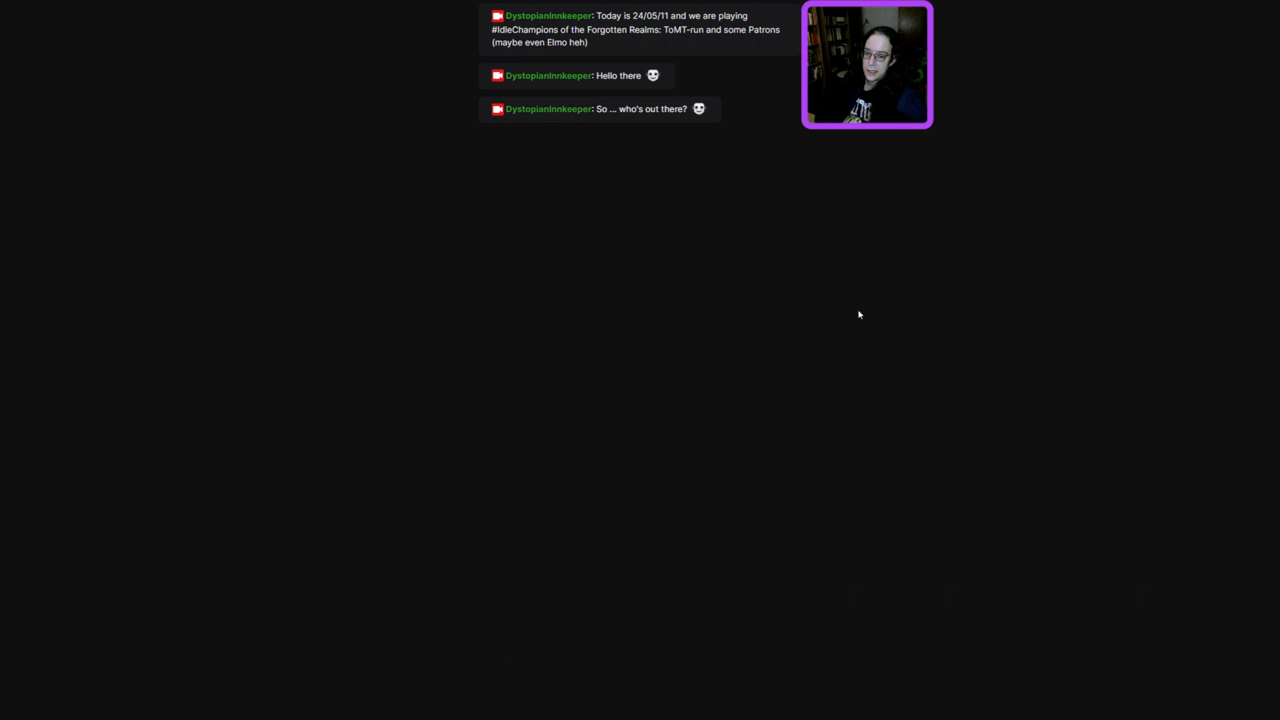 DystopianInnkeeper: Today is 24/05/11 and we are playing
#IdleChampions of the Forgotten Realms: ToMT-run and some Patrons
(maybe even Elmo heh)
DystopianInnkeeper: Hello there
DystopianInnkeeper: So ... who's out there?